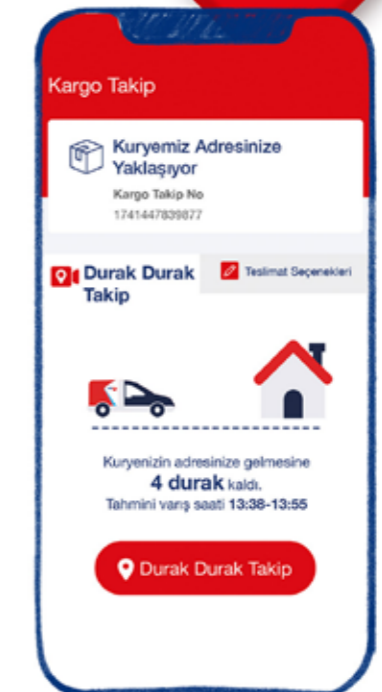 Kargo Takip
Kuryemiz Adresinize
Yaklaşıyor
Kargo Takip No
1741447839877
Durak Durak
Takip
Teslimat Seçenekleri
Kuryenizin adresinize gelmesine
4 durak kaldı.
Tahmini varış saati 13:38-13:55
Durak Durak Takip